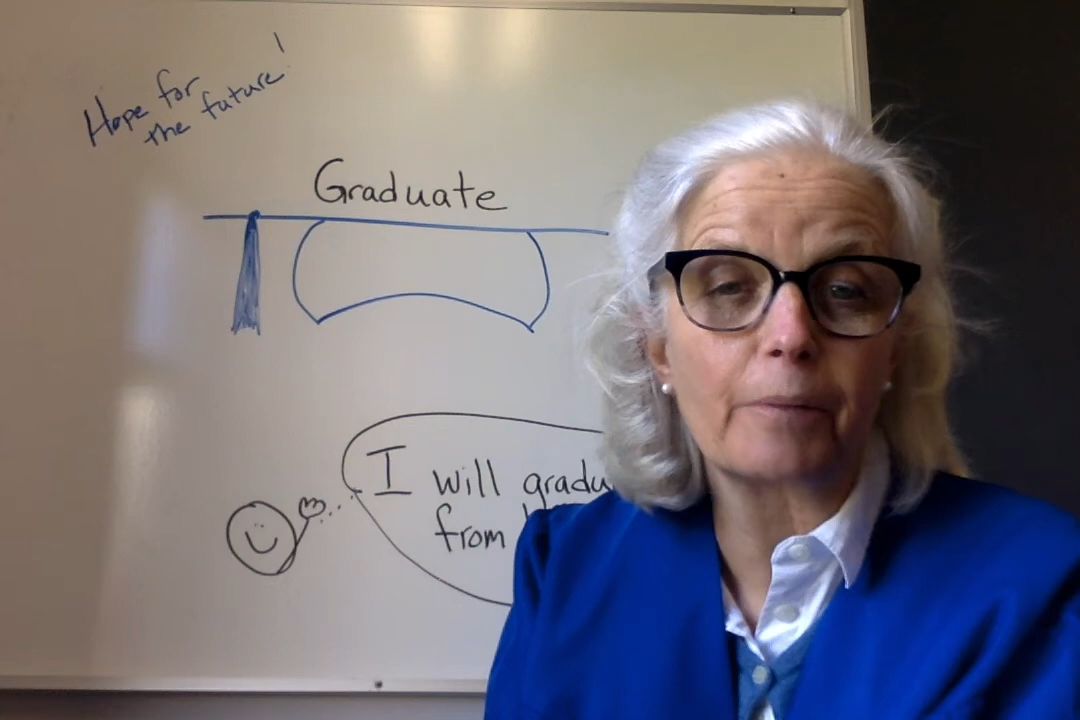 Hope for
the future!
Graduate
I will gradu
from